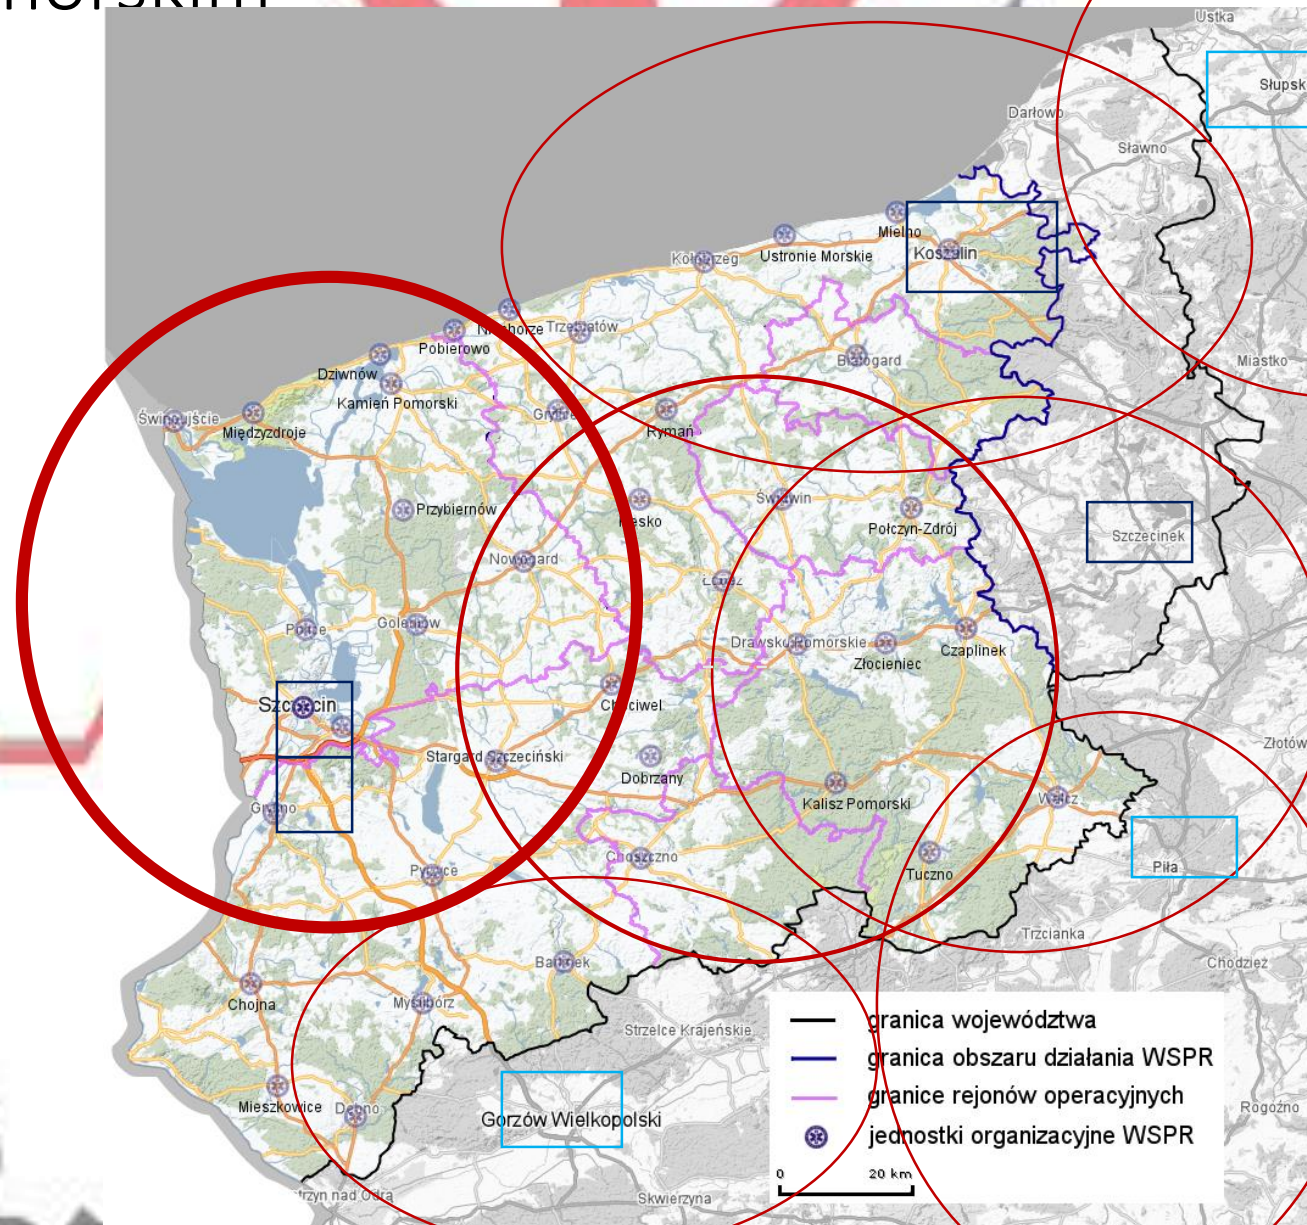 Ustka
Słupsk
Darłowo
Sławno
Mielno
Koszalin
Ustronie Morskie
Kołobrzeg
Niechorze
Trzebiatów
Pobierowo
Białogard
Miastko
Dziwnów
Kamień Pomorski
Świnoujście
Międzyzdroje
Gryfice
Rymań
Świdwin
Przybiernów
Resko
Połczyn-Zdrój
Szczecinek
Nowogard
Łobez
Police
Goleniów
Drawsko Pomorskie
Złocieniec
Czaplinek
Szczecin
Chociwel
Stargard Szczeciński
Dobrzany
Złotów
Kalisz Pomorski
Wałcz
Gryfino
Choszczno
Piła
Pyrzyce
Tuczno
Trzcianka
Barlinek
Chodzież
Chojna
Myślibórz
Strzelce Krajeńskie
granica województwa
granica obszaru działania WSPR
granice rejonów operacyjnych
jednostki organizacyjne WSPR
0 20 km
Mieszkowice
Dębno
Gorzów Wielkopolski
Rogoźno
trzyn nad Odrą
Skwierzyna